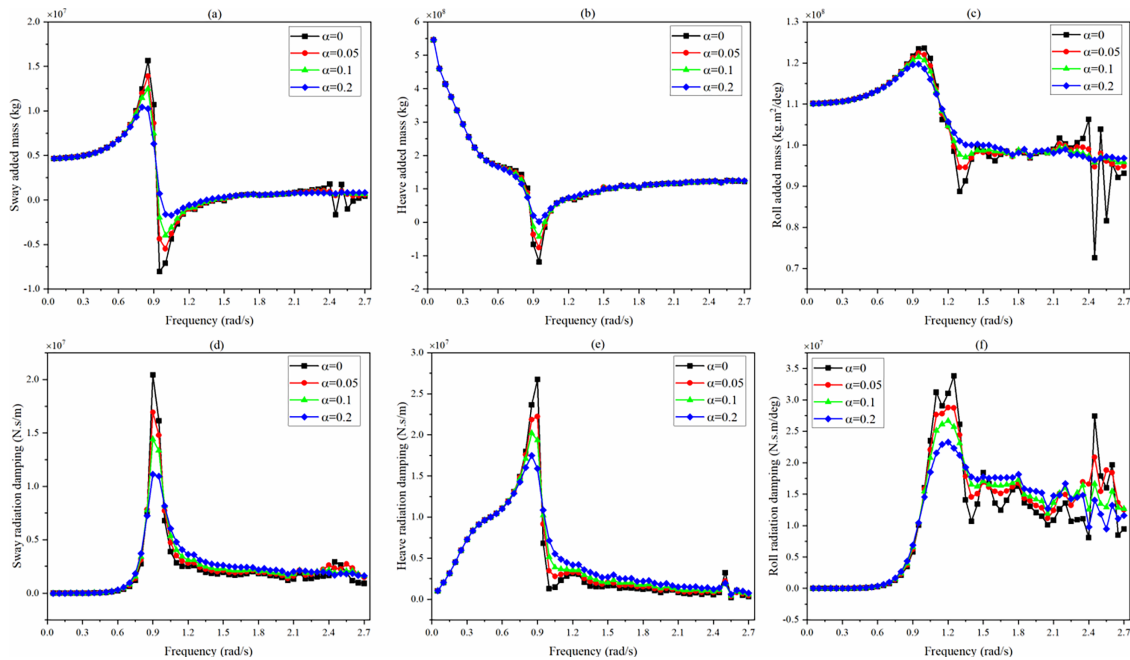 (a)
×10⁷
2.0
1.5
1.0
0.5
0.0
-0.5
-1.0
Sway added mass (kg)
α=0
α=0.05
α=0.1
α=0.2
0.0 0.3 0.6 0.9 1.2 1.5 1.8 2.1 2.4 2.7
Frequency (rad/s)
(b)
×10⁸
6
5
4
3
2
1
0
-1
-2
Heave added mass (kg)
α=0
α=0.05
α=0.1
α=0.2
0.0 0.3 0.6 0.9 1.2 1.5 1.8 2.1 2.4 2.7
Frequency (rad/s)
(c)
×10⁸
1.3
1.2
1.1
1.0
0.9
0.8
0.7
Roll added mass (kg.m²/deg)
α=0
α=0.05
α=0.1
α=0.2
0.0 0.3 0.6 0.9 1.2 1.5 1.8 2.1 2.4 2.7
Frequency (rad/s)
(d)
×10⁷
2.0
1.5
1.0
0.5
0.0
Sway radiation damping (N.s/m)
α=0
α=0.05
α=0.1
α=0.2
0.0 0.3 0.6 0.9 1.2 1.5 1.8 2.1 2.4 2.7
Frequency (rad/s)
(e)
×10⁷
3.0
2.5
2.0
1.5
1.0
0.5
0.0
Heave radiation damping (N.s/m)
α=0
α=0.05
α=0.1
α=0.2
0.0 0.3 0.6 0.9 1.2 1.5 1.8 2.1 2.4 2.7
Frequency (rad/s)
(f)
×10⁷
3.5
3.0
2.5
2.0
1.5
1.0
0.5
0.0
-0.5
Roll radiation damping (N.s.m/deg)
α=0
α=0.05
α=0.1
α=0.2
0.0 0.3 0.6 0.9 1.2 1.5 1.8 2.1 2.4 2.7
Frequency (rad/s)